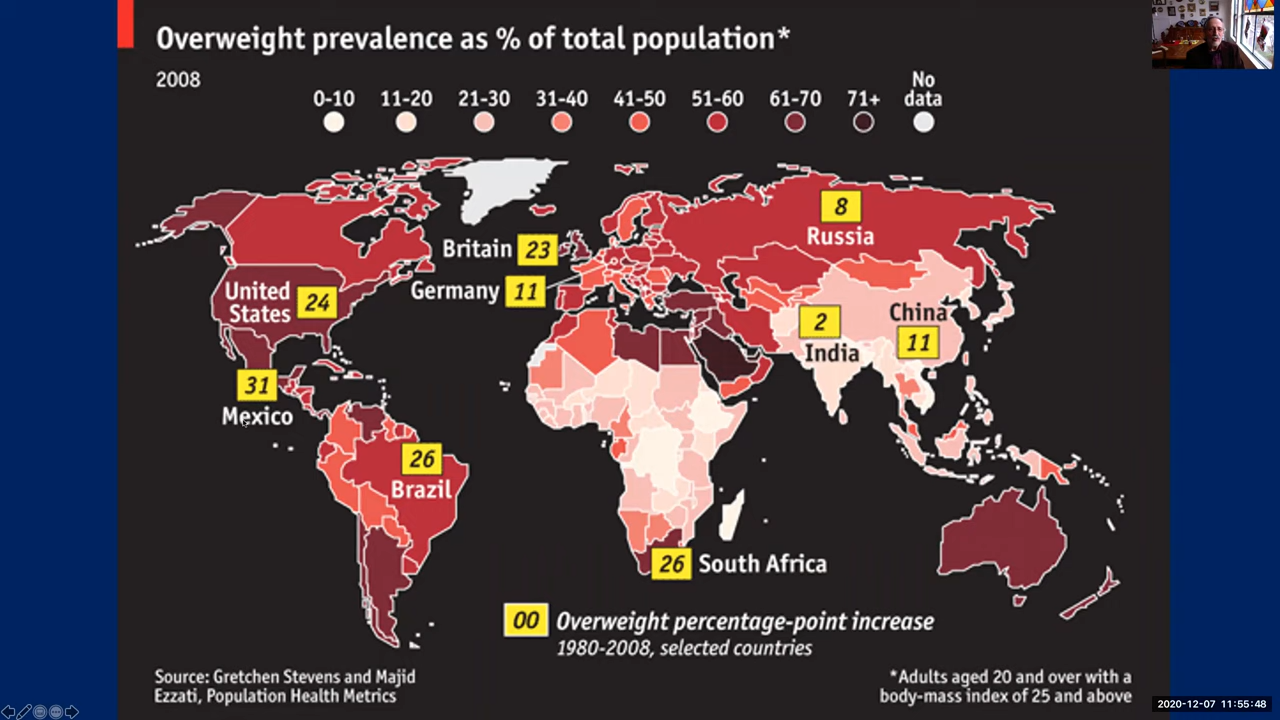 Overweight prevalence as % of total population*
2008
0-10 11-20 21-30 31-40 41-50 51-60 61-70 71+ No data
8
Russia
Britain 23
Germany 11
United States 24
China
11
2
India
31
Mexico
26
Brazil
26 South Africa
00 Overweight percentage-point increase
1980-2008, selected countries
Source: Gretchen Stevens and Majid
Ezzati, Population Health Metrics
*Adults aged 20 and over with a
body-mass index of 25 and above
2020-12-07 11:55:48